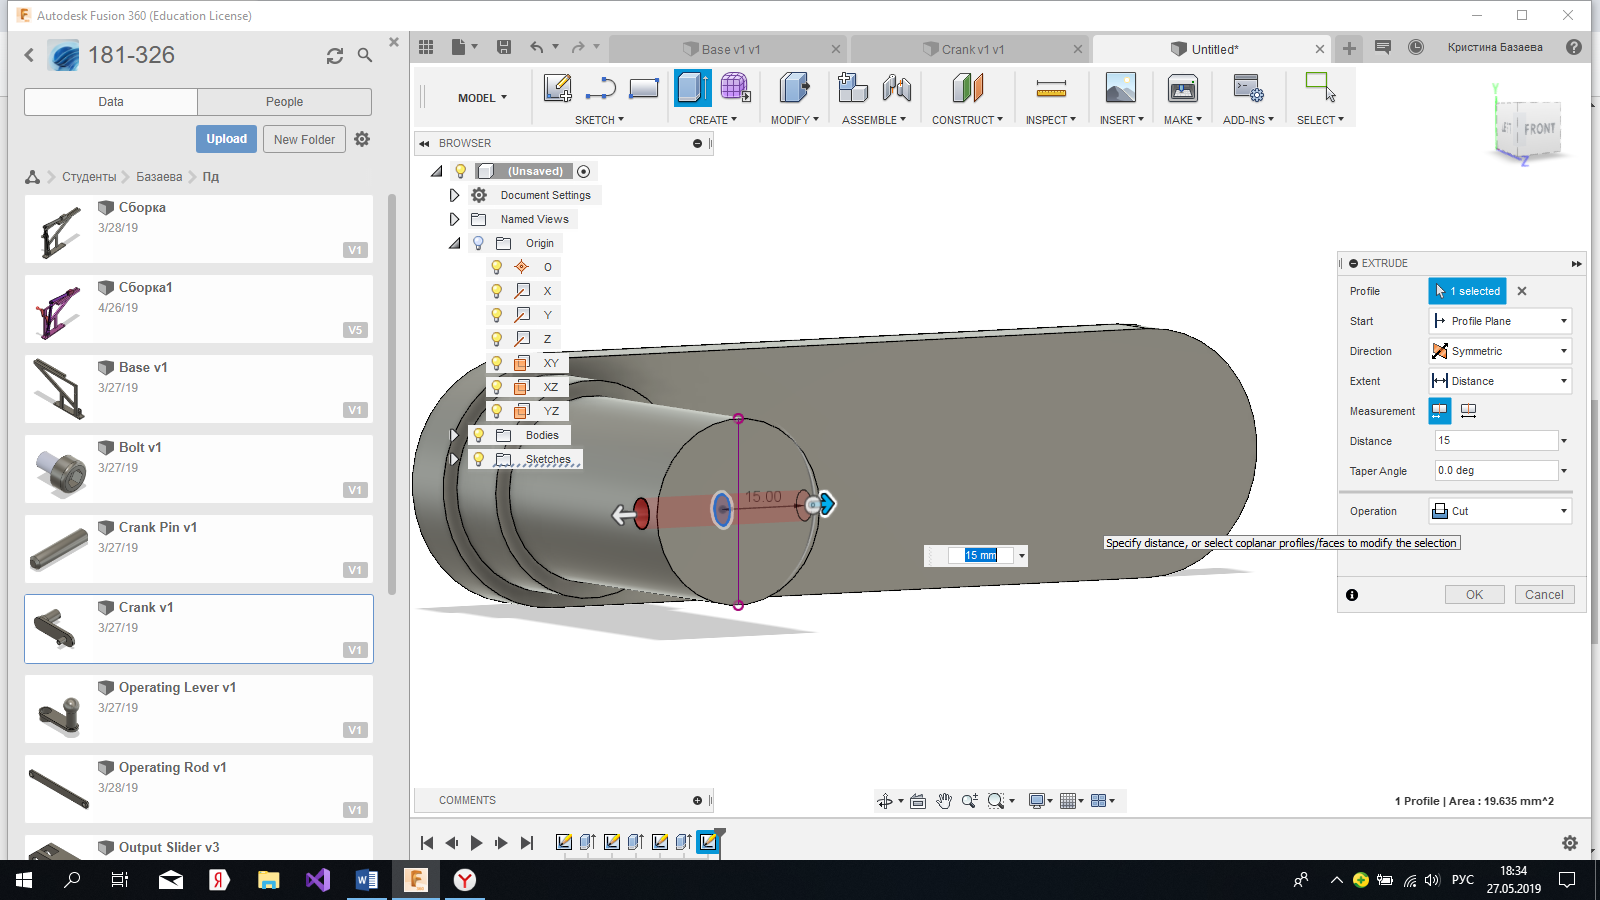 Autodesk Fusion 360 (Education License)
181-326
Data
People
Upload
New Folder
Студенты
Базаева
Пд
Сборка
3/28/19
V1
Сборка1
4/26/19
V5
Base v1
3/27/19
V1
Bolt v1
3/27/19
V1
Crank Pin v1
3/27/19
V1
Crank v1
3/27/19
V1
Operating Lever v1
3/27/19
V1
Operating Rod v1
3/28/19
V1
Output Slider v3
Base v1 v1
Crank v1 v1
Untitled*
Кристина Базаева
MODEL
SKETCH
CREATE
MODIFY
ASSEMBLE
CONSTRUCT
INSPECT
INSERT
MAKE
ADD-INS
SELECT
BROWSER
(Unsaved)
Document Settings
Named Views
Origin
O
X
Y
Z
XY
XZ
YZ
Bodies
Sketches
Y
LEFT
FRONT
Z
15.00
15 mm
EXTRUDE
Profile
1 selected
Start
Profile Plane
Direction
Symmetric
Extent
Distance
Measurement
Distance
15
Taper Angle
0.0 deg
Operation
Cut
Specify distance, or select coplanar profiles/faces to modify the selection
OK
Cancel
COMMENTS
1 Profile | Area : 19.635 mm^2
РУС
18:34
27.05.2019